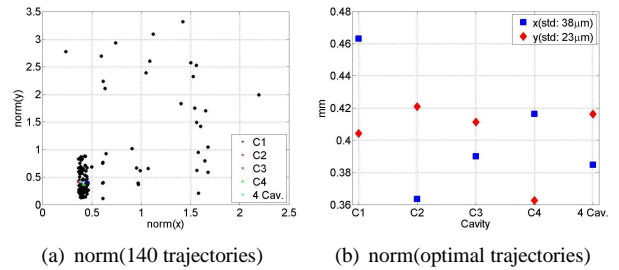 norm(y)
3.5
3
2.5
2
1.5
1
0.5
0
0 0.5 1 1.5 2 2.5
norm(x)
C1
C2
C3
C4
4 Cav.
(a) norm(140 trajectories)
mm
0.48
0.46
0.44
0.42
0.4
0.38
0.36
C1 C2 C3 C4 4 Cav.
Cavity
x(std: 38μm)
y(std: 23μm)
(b) norm(optimal trajectories)